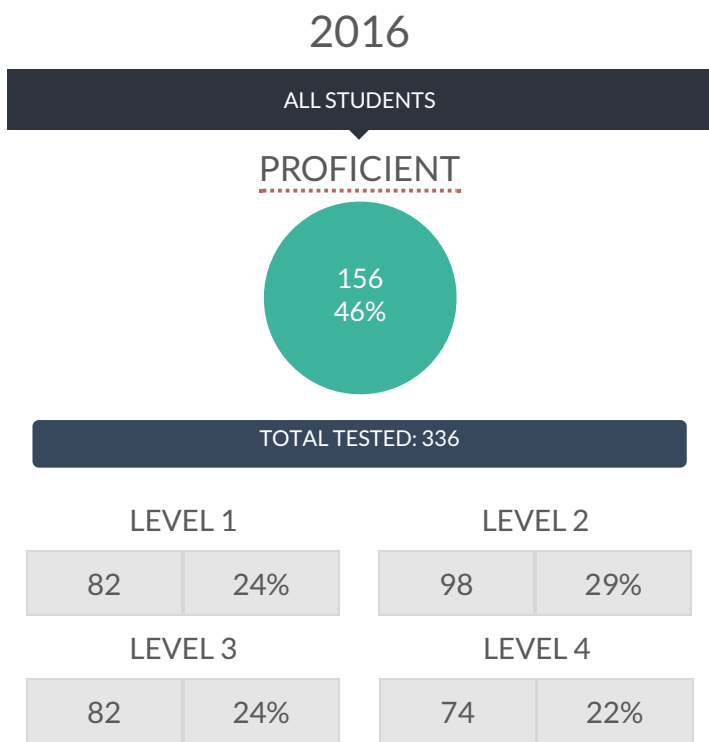 2016
ALL STUDENTS
PROFICIENT
156
46%
TOTAL TESTED: 336
LEVEL 1 LEVEL 2
82 24% 98 29%
LEVEL 3 LEVEL 4
82 24% 74 22%